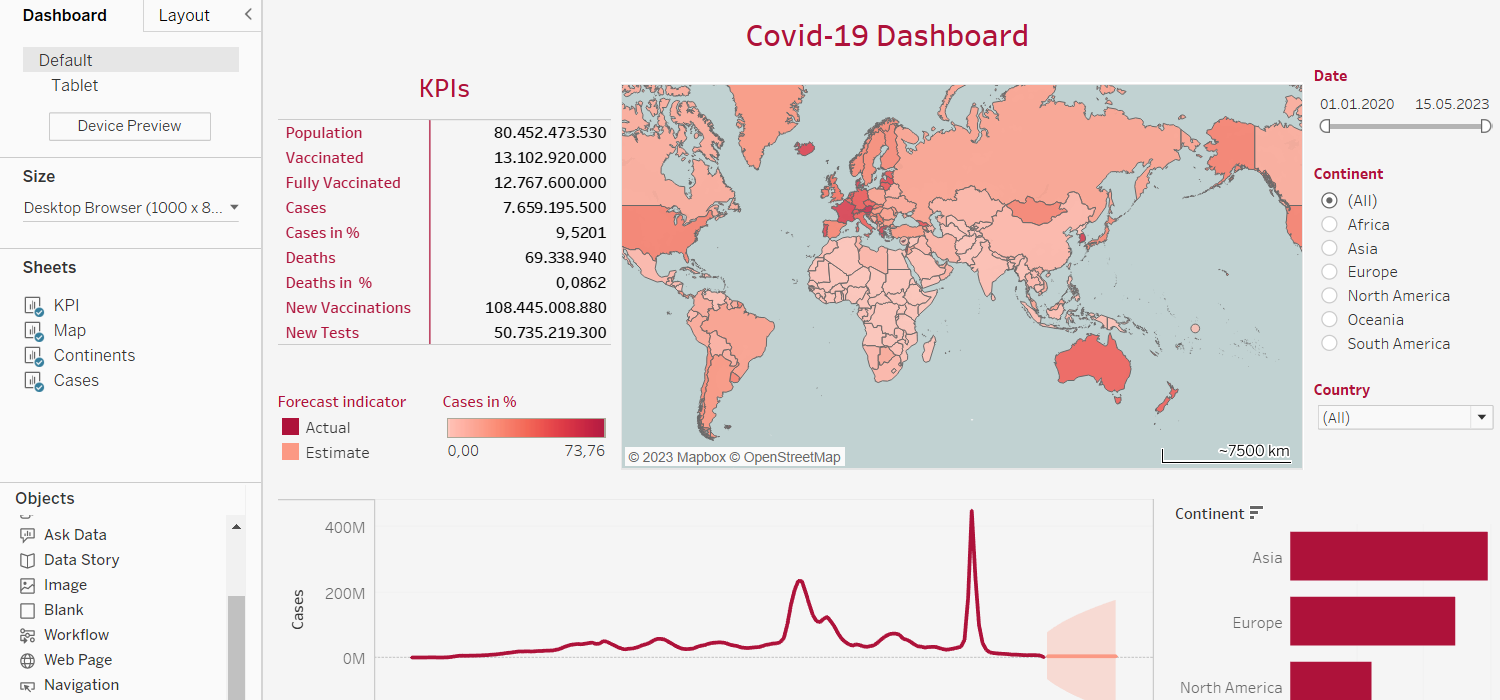 Dashboard
Layout
Default
Tablet
Device Preview
Size
Desktop Browser (1000 x 8...
Sheets
KPI
Map
Continents
Cases
Objects
Ask Data
Data Story
Image
Blank
Workflow
Web Page
Navigation
Covid-19 Dashboard
KPIs
Population 80.452.473.530
Vaccinated 13.102.920.000
Fully Vaccinated 12.767.600.000
Cases 7.659.195.500
Cases in % 9,5201
Deaths 69.338.940
Deaths in % 0,0862
New Vaccinations 108.445.008.880
New Tests 50.735.219.300
Forecast indicator
Actual
Estimate
Cases in %
0,00 73,76
© 2023 Mapbox © OpenStreetMap
~7500 km
Date
01.01.2020 15.05.2023
Continent
(All)
Africa
Asia
Europe
North America
Oceania
South America
Country
(All)
Cases
400M
200M
0M
Continent
Asia
Europe
North America